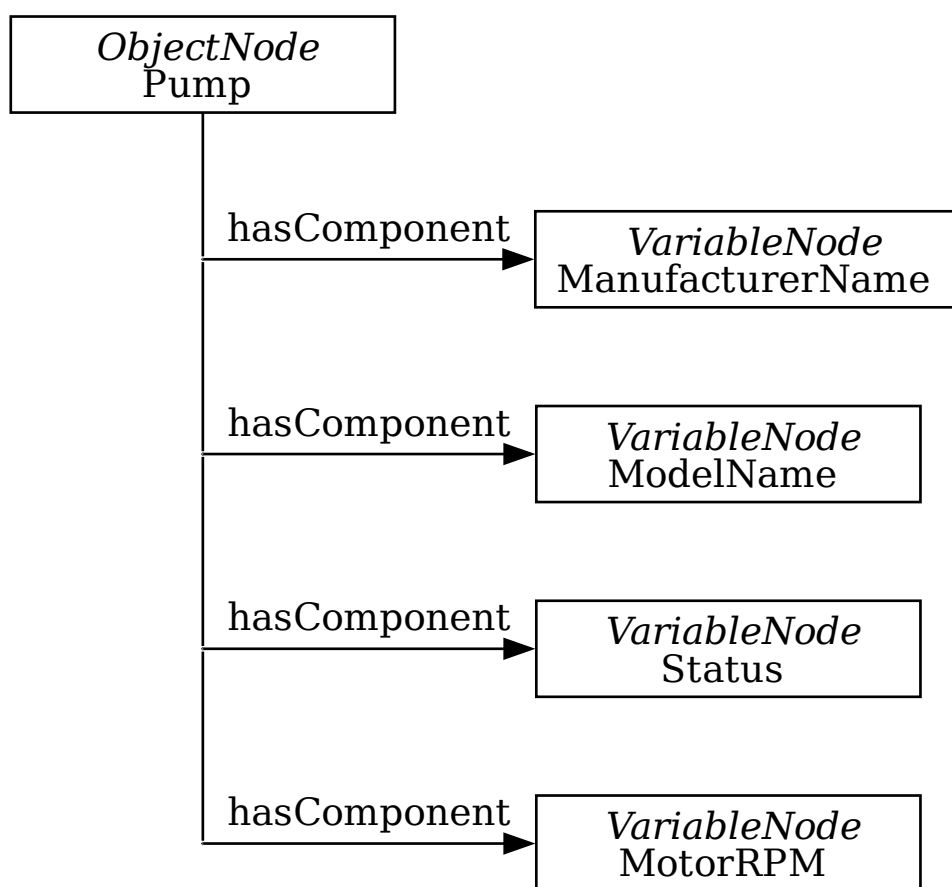 ObjectNode
Pump
hasComponent
VariableNode
ManufacturerName
hasComponent
VariableNode
ModelName
hasComponent
VariableNode
Status
hasComponent
VariableNode
MotorRPM